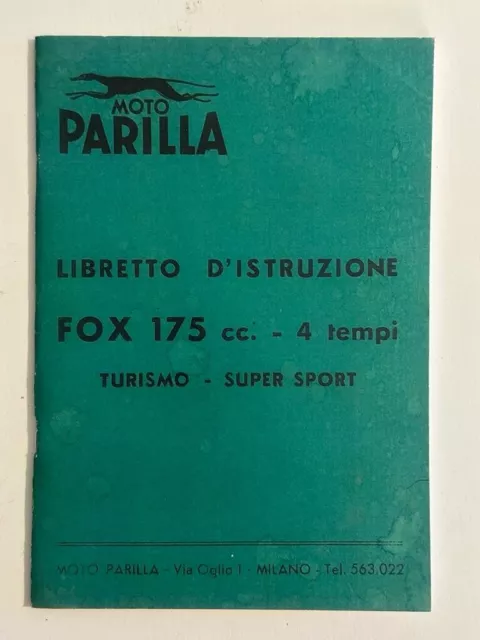 MOTO
PARILLA
LIBRETTO D'ISTRUZIONE
FOX 175 cc. - 4 tempi
TURISMO - SUPER SPORT
MOTO PARILLA - Via Oglio 1 - MILANO - Tel. 563.022